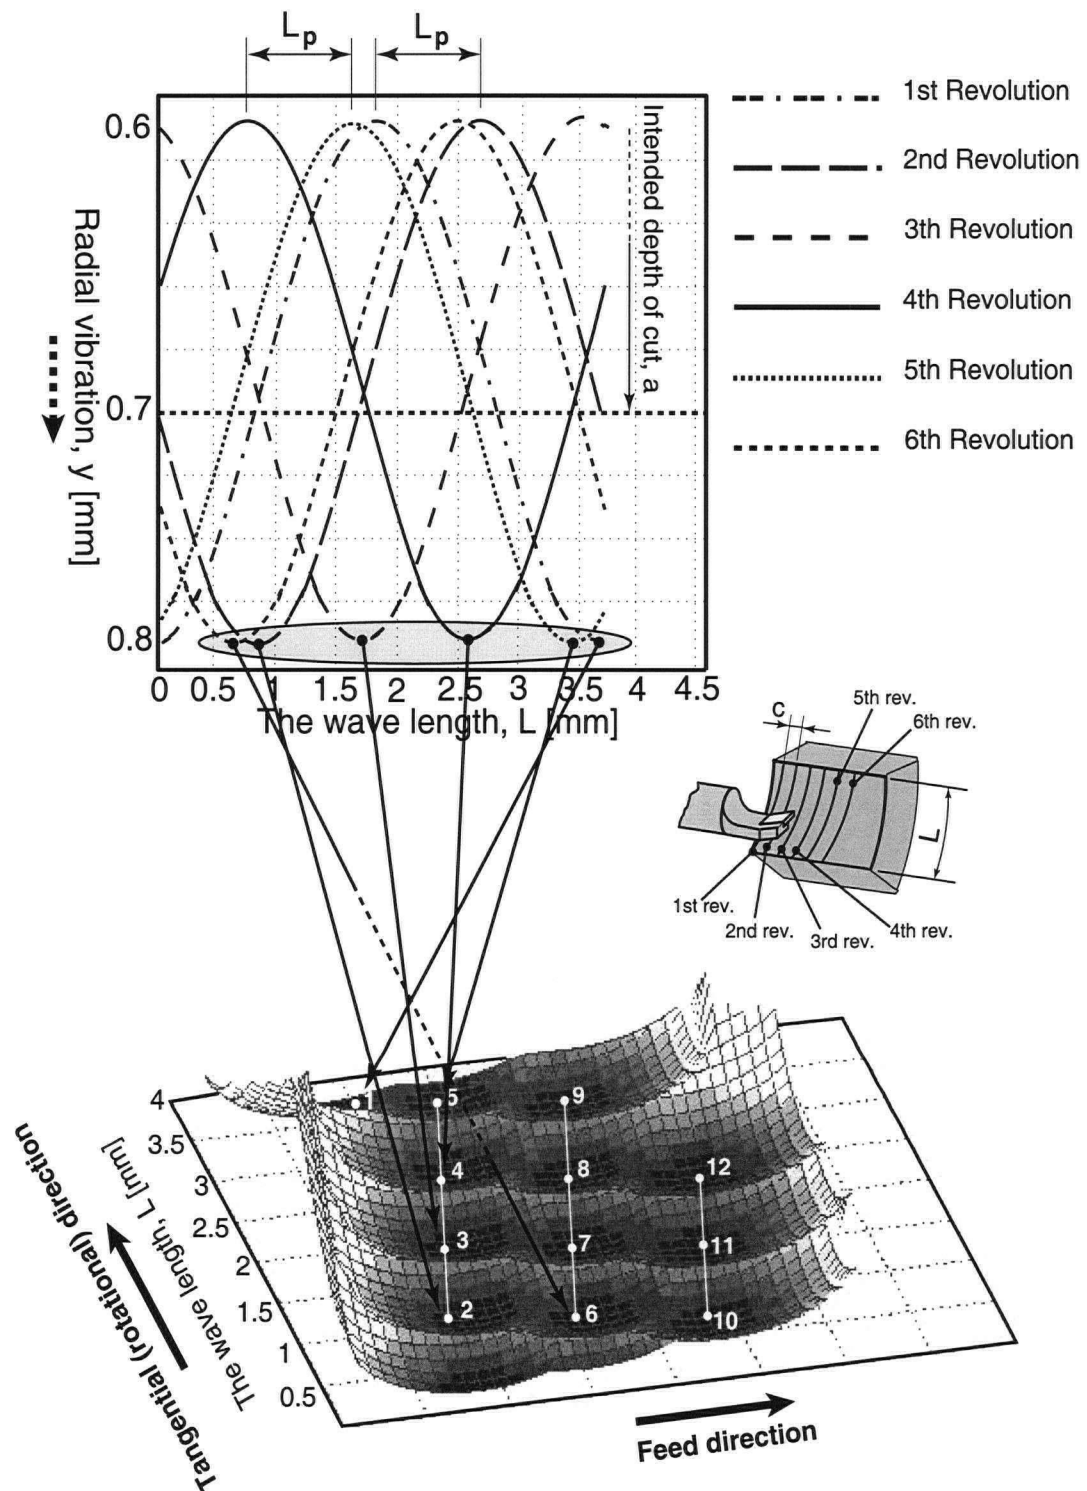 Lp
Lp
1st Revolution
2nd Revolution
3th Revolution
4th Revolution
5th Revolution
6th Revolution
0.6
0.7
0.8
Radial vibration, y [mm]
Intended depth of cut, a
0 0.5 1 1.5 2 2.5 3 3.5 4 4.5
The wave length, L [mm]
C
5th rev.
6th rev.
L
1st rev.
2nd rev.
3rd rev.
4th rev.
4
3.5
3
2.5
2
1.5
1
0.5
1
5
9
4
8
12
3
7
11
2
6
10
The wave length, L [mm]
Tangential (rotational) direction
Feed direction